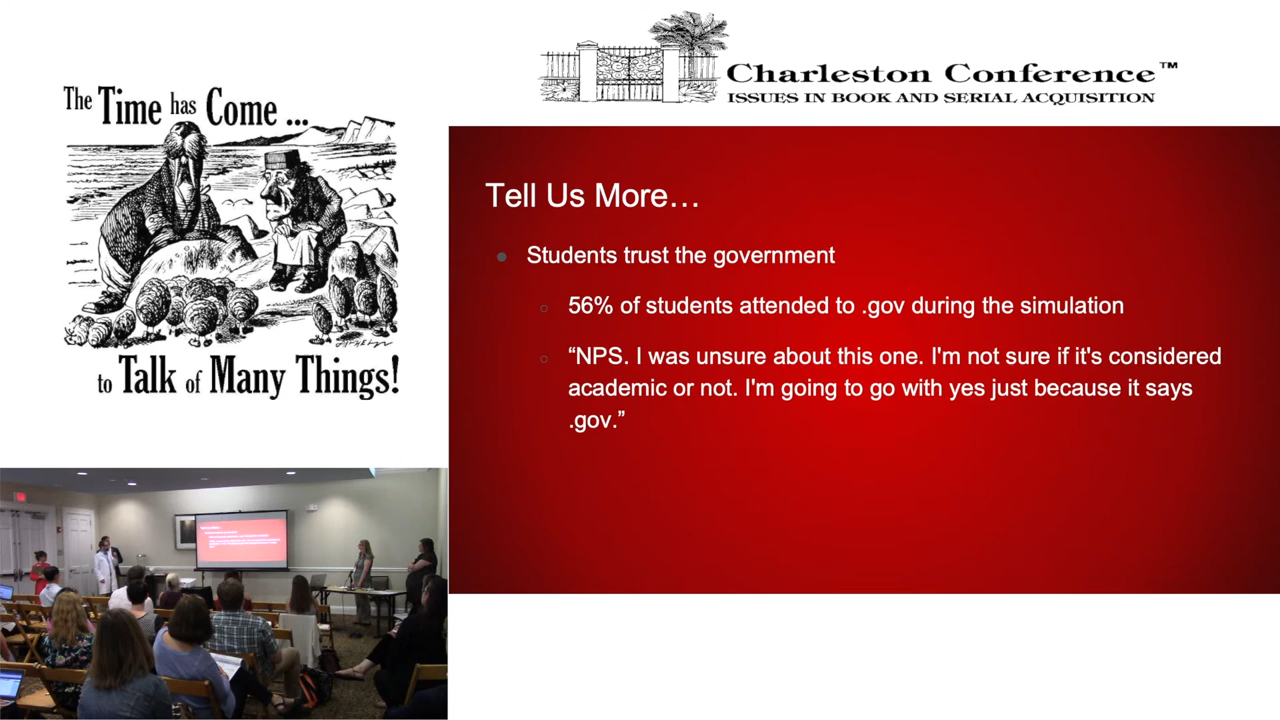 The Time has Come ...
to Talk of Many Things!
Charleston Conference™
ISSUES IN BOOK AND SERIAL ACQUISITION
Tell Us More…
Students trust the government
56% of students attended to .gov during the simulation
“NPS. I was unsure about this one. I'm not sure if it's considered
academic or not. I'm going to go with yes just because it says
.gov.”